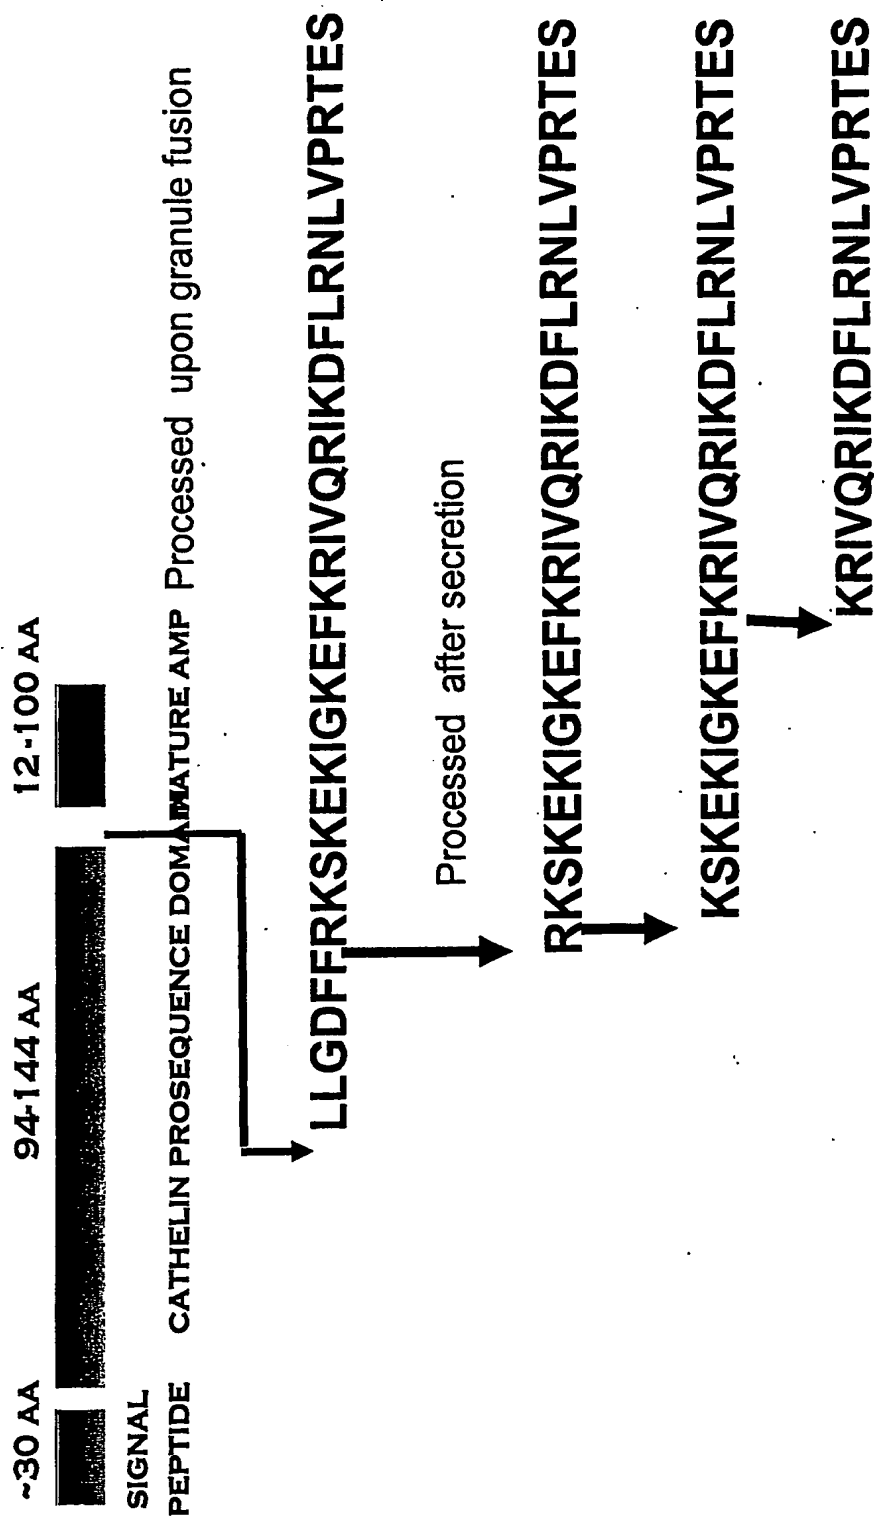 ~30 AA
94-144 AA
12-100 AA
SIGNAL
PEPTIDE
CATHELIN PROSEQUENCE DOMAIN
MATURE AMP
Processed upon granule fusion
LLGDFFRKSKEKIGKEFKRIVQRIKDFLRNLVPRTES
Processed after secretion
RKSKEKIGKEFKRIVQRIKDFLRNLVPRTES
KSKEKIGKEFKRIVQRIKDFLRNLVPRTES
KRIVQRIKDFLRNLVPRTES